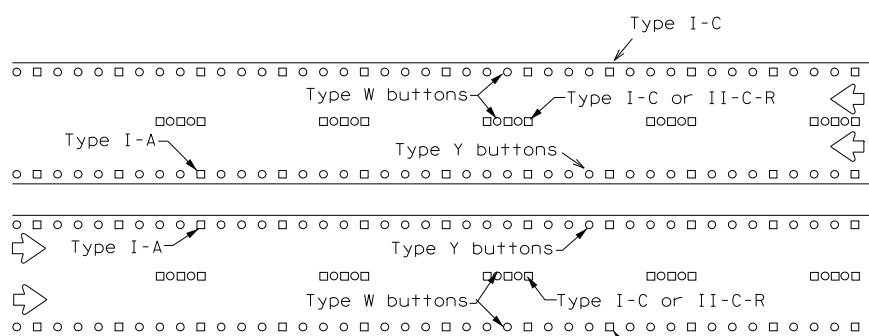 Type I-C
Type W buttons
Type I-C or II-C-R
Type I-A
Type Y buttons
Type I-A
Type Y buttons
Type W buttons
Type I-C or II-C-R